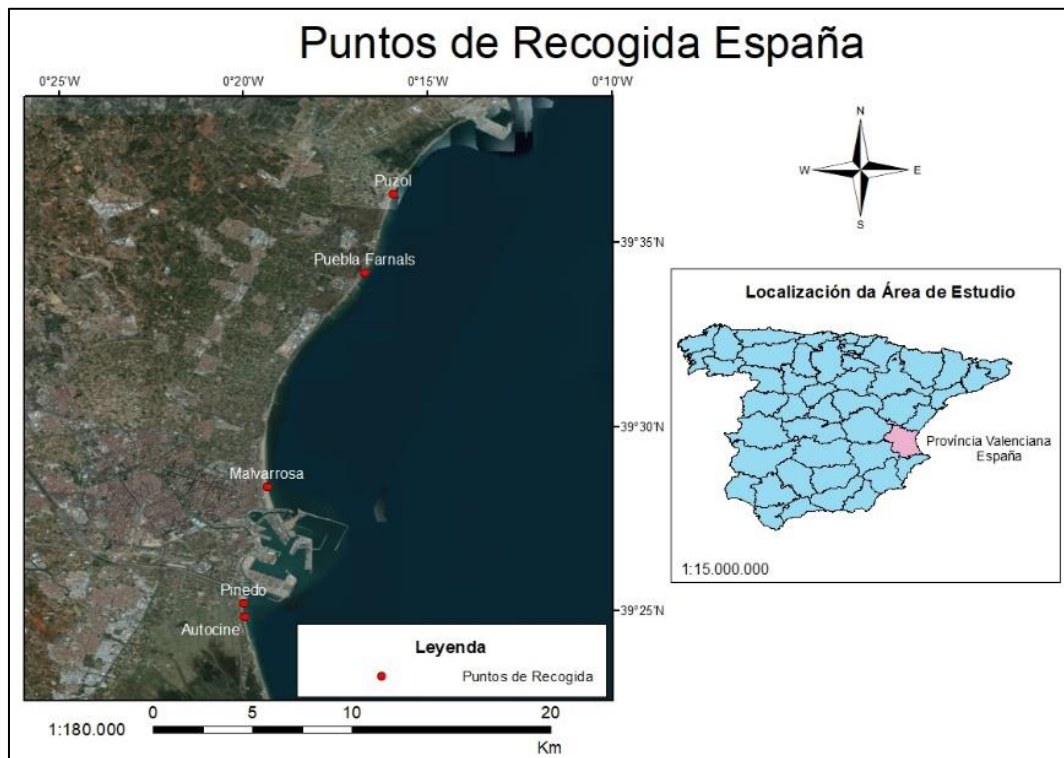 Puntos de Recogida España
0°25'W
0°20'W
0°15'W
0°10'W
Puzol
Puebla Farnals
Malvarrosa
Pinedo
Autocine
39°35'N
39°30'N
39°25'N
Leyenda
Puntos de Recogida
1:180.000
0
5
10
20
Km
N
W
E
S
Localización da Área de Estudio
Província Valenciana
España
1:15.000.000